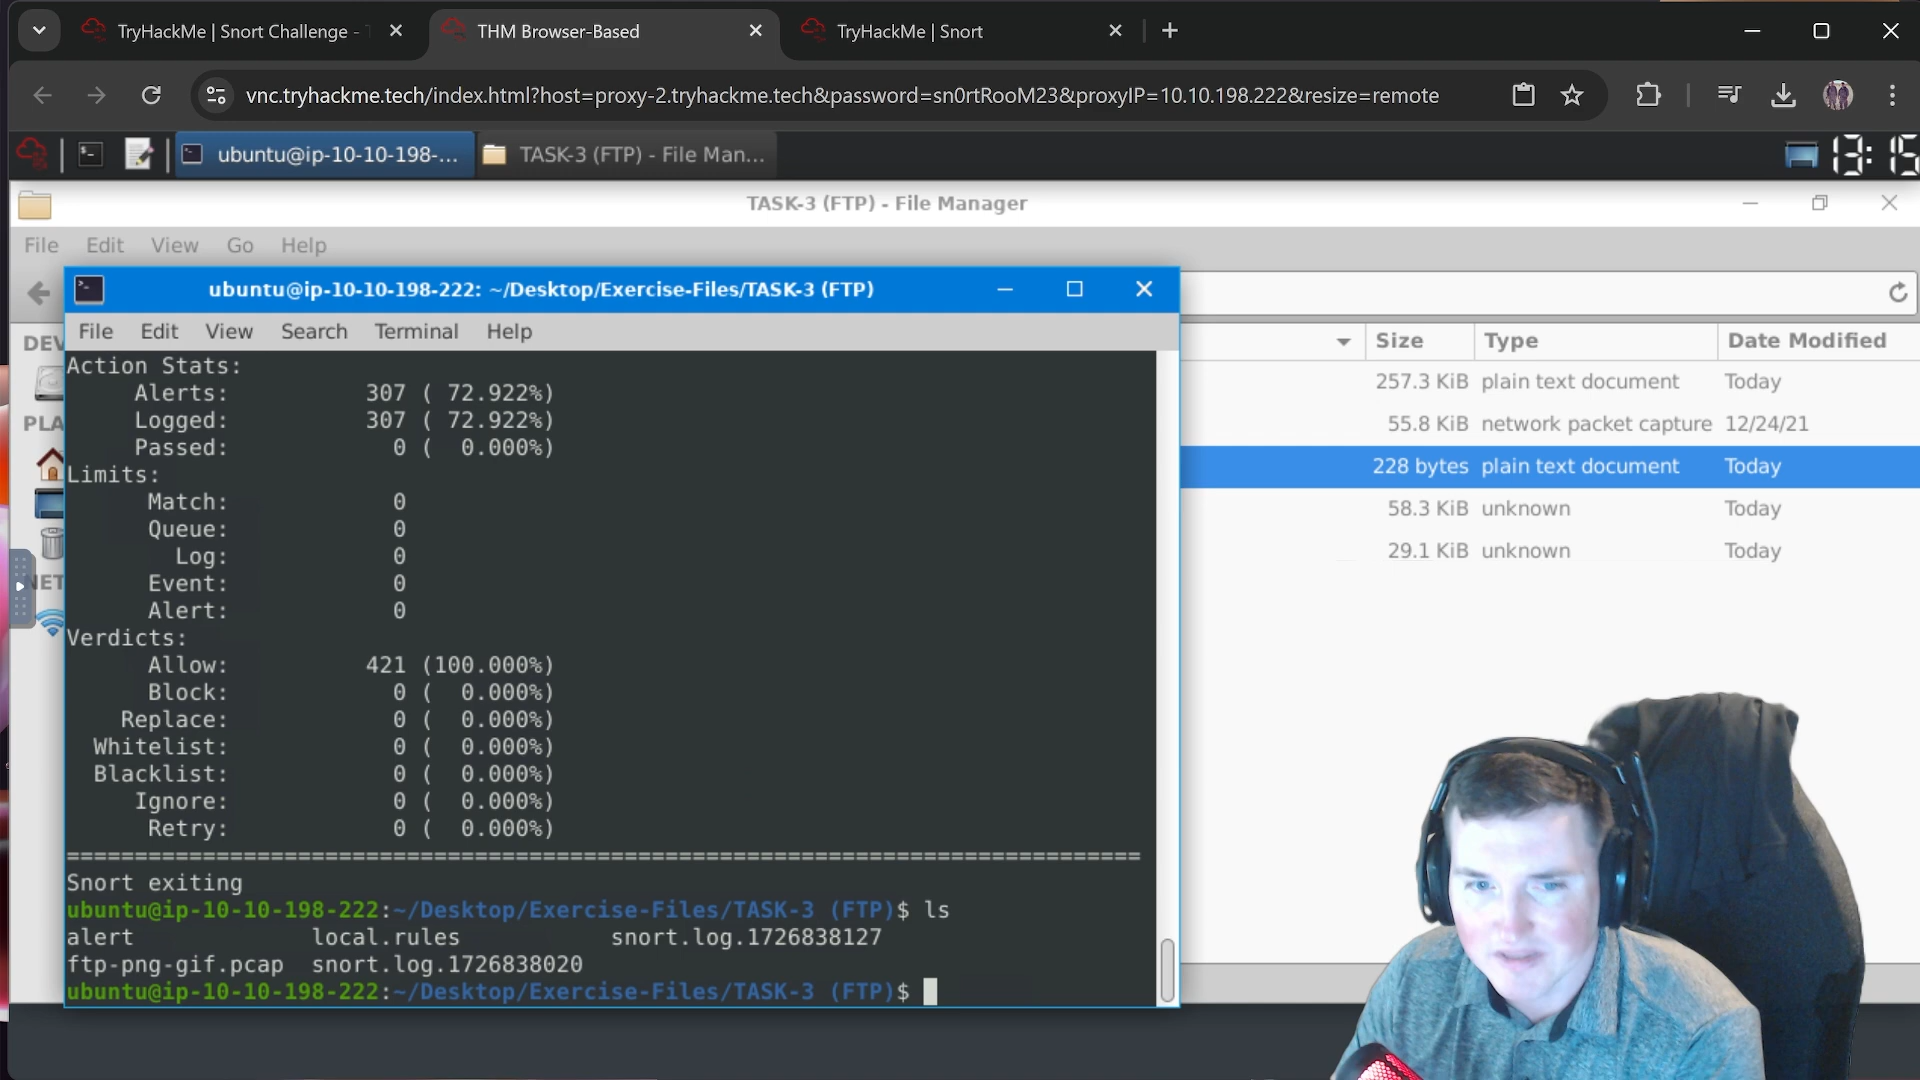 TryHackMe | Snort Challenge -
THM Browser-Based
TryHackMe | Snort
vnc.tryhackme.tech/index.html?host=proxy-2.tryhackme.tech&password=sn0rtRooM23&proxyIP=10.10.198.222&resize=remote
ubuntu@ip-10-10-198-...
TASK-3 (FTP) - File Man...
13:15
TASK-3 (FTP) - File Manager
File Edit View Go Help
ubuntu@ip-10-10-198-222: ~/Desktop/Exercise-Files/TASK-3 (FTP)
File Edit View Search Terminal Help
DEV
PLA
NET
Size Type Date Modified
257.3 KiB plain text document Today
55.8 KiB network packet capture 12/24/21
228 bytes plain text document Today
58.3 KiB unknown Today
29.1 KiB unknown Today
Action Stats:
Alerts: 307 ( 72.922%)
Logged: 307 ( 72.922%)
Passed: 0 ( 0.000%)
Limits:
Match: 0
Queue: 0
Log: 0
Event: 0
Alert: 0
Verdicts:
Allow: 421 (100.000%)
Block: 0 ( 0.000%)
Replace: 0 ( 0.000%)
Whitelist: 0 ( 0.000%)
Blacklist: 0 ( 0.000%)
Ignore: 0 ( 0.000%)
Retry: 0 ( 0.000%)
===============================================================================
Snort exiting
ubuntu@ip-10-10-198-222:~/Desktop/Exercise-Files/TASK-3 (FTP)$ ls
alert local.rules snort.log.1726838127
ftp-png-gif.pcap snort.log.1726838020
ubuntu@ip-10-10-198-222:~/Desktop/Exercise-Files/TASK-3 (FTP)$